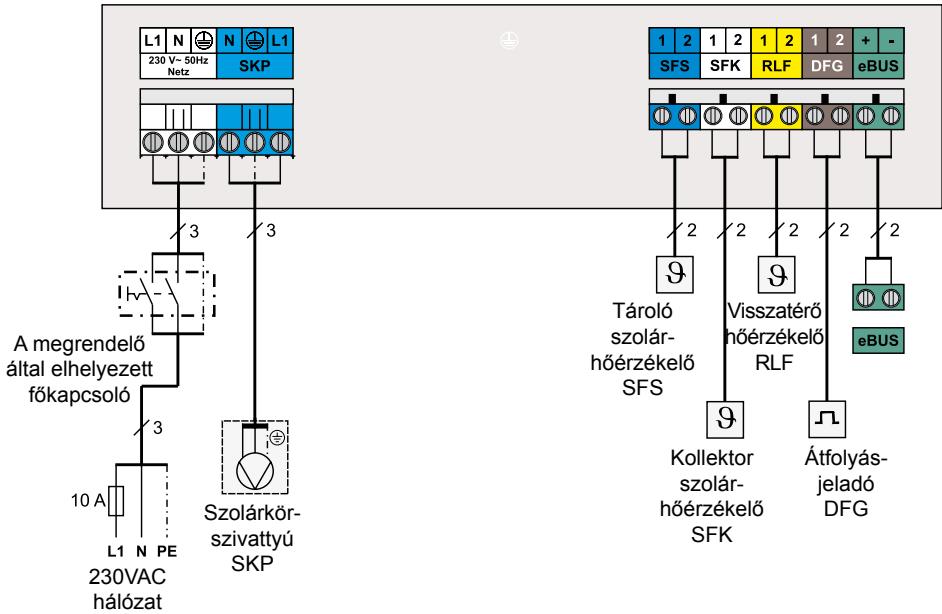 L1 N N L1
230 V~ 50Hz
Netz
SKP
1 2 1 2 1 2 1 2 + -
SFS SFK RLF DFG eBUS
3 3 2 2 2 2 2
ϑ ϑ
Tároló
szolár-
hőérzékelő
SFS
Visszatérő
hőérzékelő
RLF
eBUS
A megrendelő
által elhelyezett
főkapcsoló
3
ϑ
Kollektor
szolár-
hőérzékelő
SFK
Átfolyás-
jeladó
DFG
10 A
L1 N PE
230VAC
hálózat
Szolárkör-
szivattyú
SKP